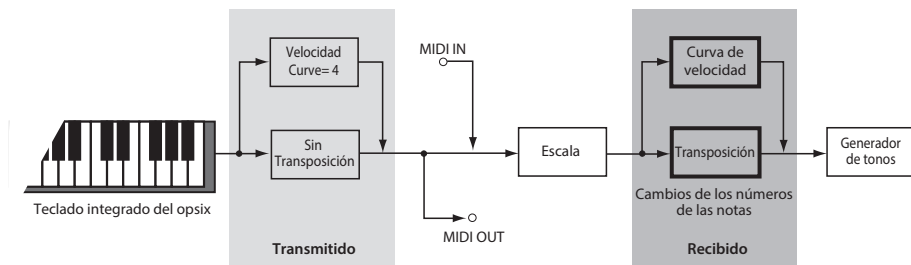 Velocidad
Curve= 4
MIDI IN
Curva de
velocidad
Sin
Transposición
Escala
Transposición
Generador
de tonos
Teclado integrado del opsix
Cambios de los números
de las notas
MIDI OUT
Transmitido
Recibido